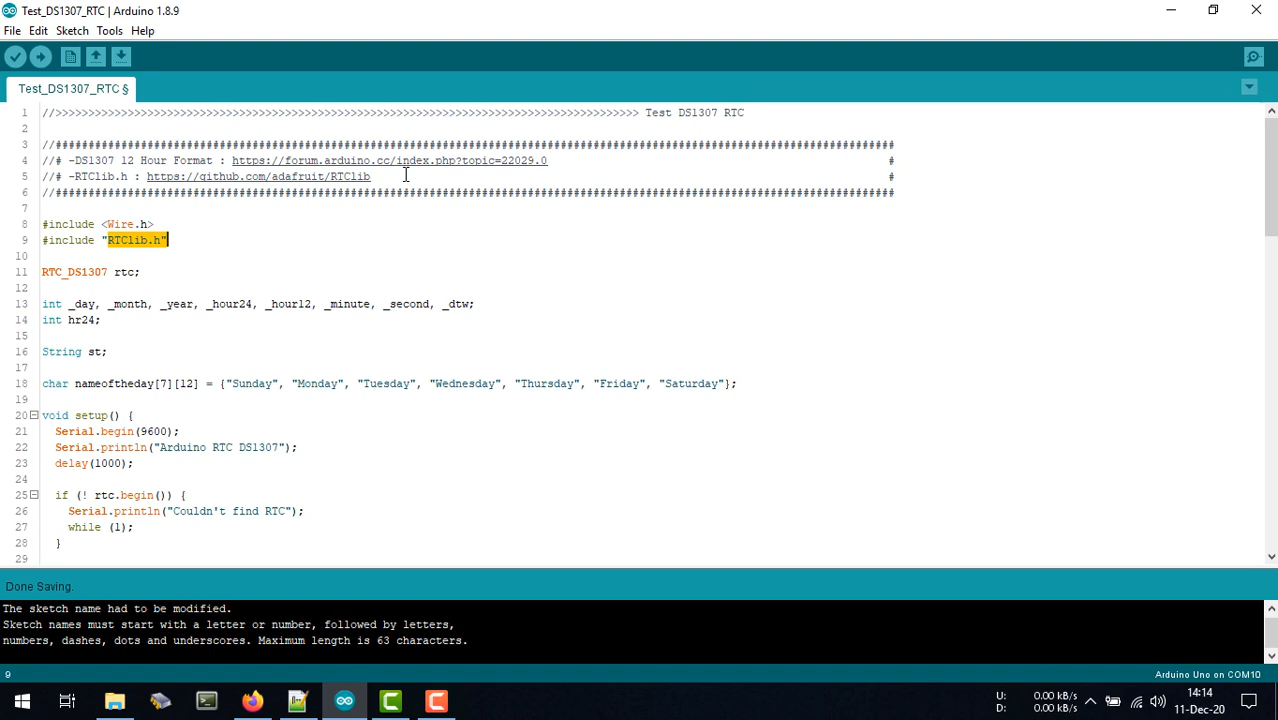 Test_DS1307_RTC | Arduino 1.8.9
File Edit Sketch Tools Help
Test_DS1307_RTC §
1 //>>>>>>>>>>>>>>>>>>>>>>>>>>>>>>>>>>>>>>>>>>>>>>>>>>>>>>>>>>>>>>>>>>>>>>>>>>>>>>>>>>>>>>>>> Test DS1307 RTC
2
3 //################################################################################################################################
4 //# -DS1307 12 Hour Format : https://forum.arduino.cc/index.php?topic=22029.0 #
5 //# -RTClib.h : https://github.com/adafruit/RTClib #
6 //################################################################################################################################
7
8 #include <Wire.h>
9 #include "RTClib.h"
10
11 RTC_DS1307 rtc;
12
13 int _day, _month, _year, _hour24, _hour12, _minute, _second, _dtw;
14 int hr24;
15
16 String st;
17
18 char nameoftheday[7][12] = {"Sunday", "Monday", "Tuesday", "Wednesday", "Thursday", "Friday", "Saturday"};
19
20 void setup() {
21 Serial.begin(9600);
22 Serial.println("Arduino RTC DS1307");
23 delay(1000);
24
25 if (! rtc.begin()) {
26 Serial.println("Couldn't find RTC");
27 while (1);
28 }
29
Done Saving.
The sketch name had to be modified.
Sketch names must start with a letter or number, followed by letters,
numbers, dashes, dots and underscores. Maximum length is 63 characters.
9 Arduino Uno on COM10
U: 0.00 kB/s
D: 0.00 kB/s
14:14
11-Dec-20